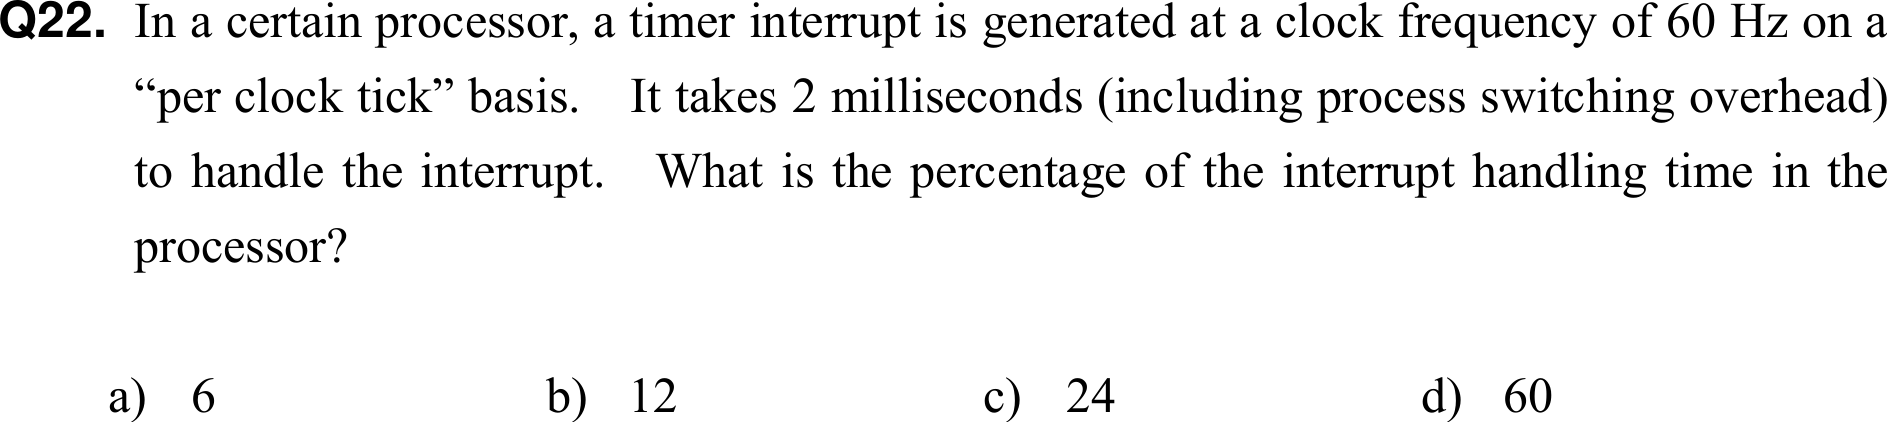 Q22. In a certain processor, a timer interrupt is generated at a clock frequency of 60 Hz on a
“per clock tick” basis. It takes 2 milliseconds (including process switching overhead)
to handle the interrupt. What is the percentage of the interrupt handling time in the
processor?
a) 6 b) 12 c) 24 d) 60